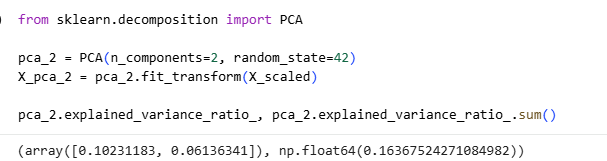 from sklearn.decomposition import PCA
pca_2 = PCA(n_components=2, random_state=42)
X_pca_2 = pca_2.fit_transform(X_scaled)
pca_2.explained_variance_ratio_, pca_2.explained_variance_ratio_.sum()
(array([0.10231183, 0.06136341]), np.float64(0.16367524271084982))